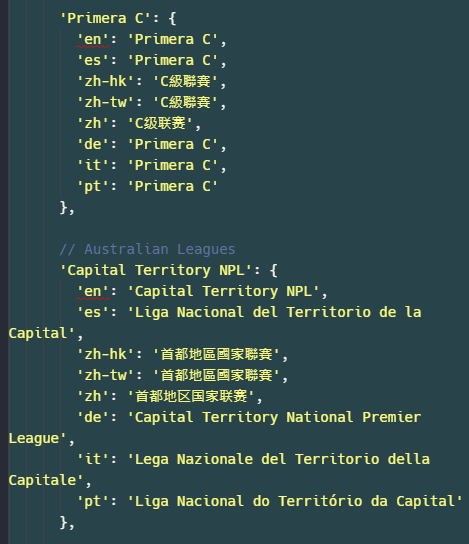 'Primera C': {
'en': 'Primera C',
'es': 'Primera C',
'zh-hk': 'C級聯賽',
'zh-tw': 'C級聯賽',
'zh': 'C级联赛',
'de': 'Primera C',
'it': 'Primera C',
'pt': 'Primera C'
},
// Australian Leagues
'Capital Territory NPL': {
'en': 'Capital Territory NPL',
'es': 'Liga Nacional del Territorio de la
Capital',
'zh-hk': '首都地區國家聯賽',
'zh-tw': '首都地區國家聯賽',
'zh': '首都地区国家联赛',
'de': 'Capital Territory National Premier
League',
'it': 'Lega Nazionale del Territorio della
Capitale',
'pt': 'Liga Nacional do Território da Capital'
},